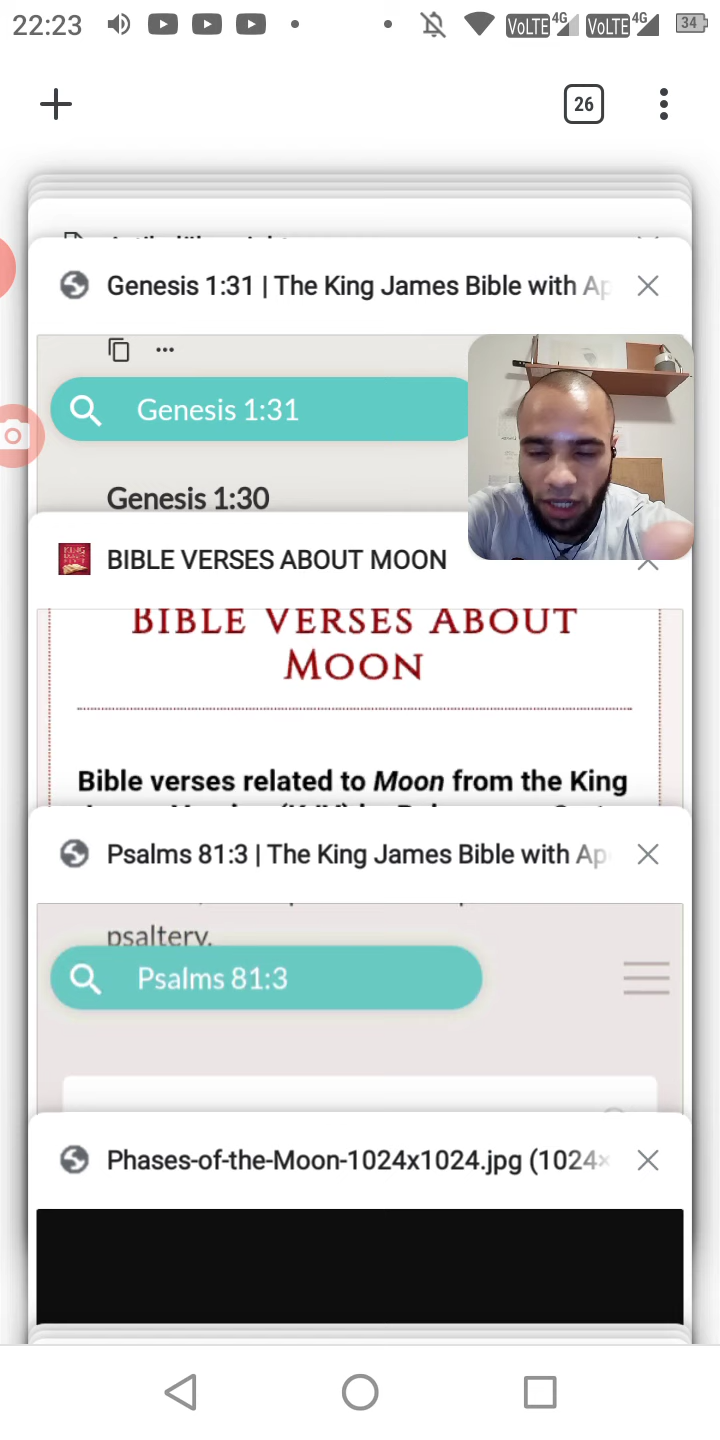 22:23
VoLTE 4G VoLTE 4G 34
26
Genesis 1:31 | The King James Bible with Ap
Genesis 1:31
Genesis 1:30
KING
BIBLE VERSES ABOUT MOON
BIBLE VERSES ABOUT
MOON
Bible verses related to Moon from the King
Psalms 81:3 | The King James Bible with Ap
psaltery.
Psalms 81:3
Phases-of-the-Moon-1024x1024.jpg (1024×